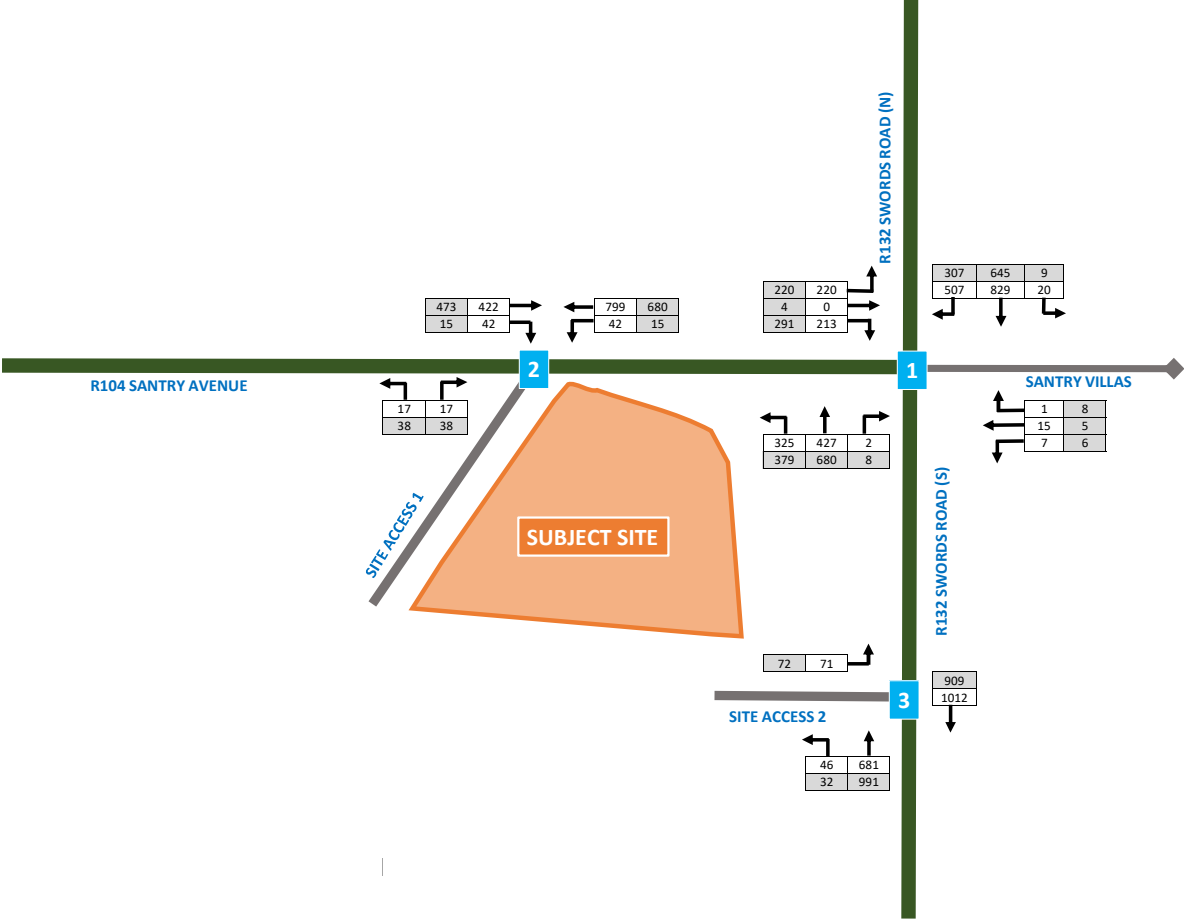 R132 SWORDS ROAD (N)
307 645 9
507 829 20
220 220
4 0
291 213
473 422
15 42
799 680
42 15
2
1
R104 SANTRY AVENUE
SANTRY VILLAS
17 17
38 38
1 8
15 5
7 6
325 427 2
379 680 8
SITE ACCESS 1
SUBJECT SITE
R132 SWORDS ROAD (S)
72 71
909
1012
3
SITE ACCESS 2
46 681
32 991